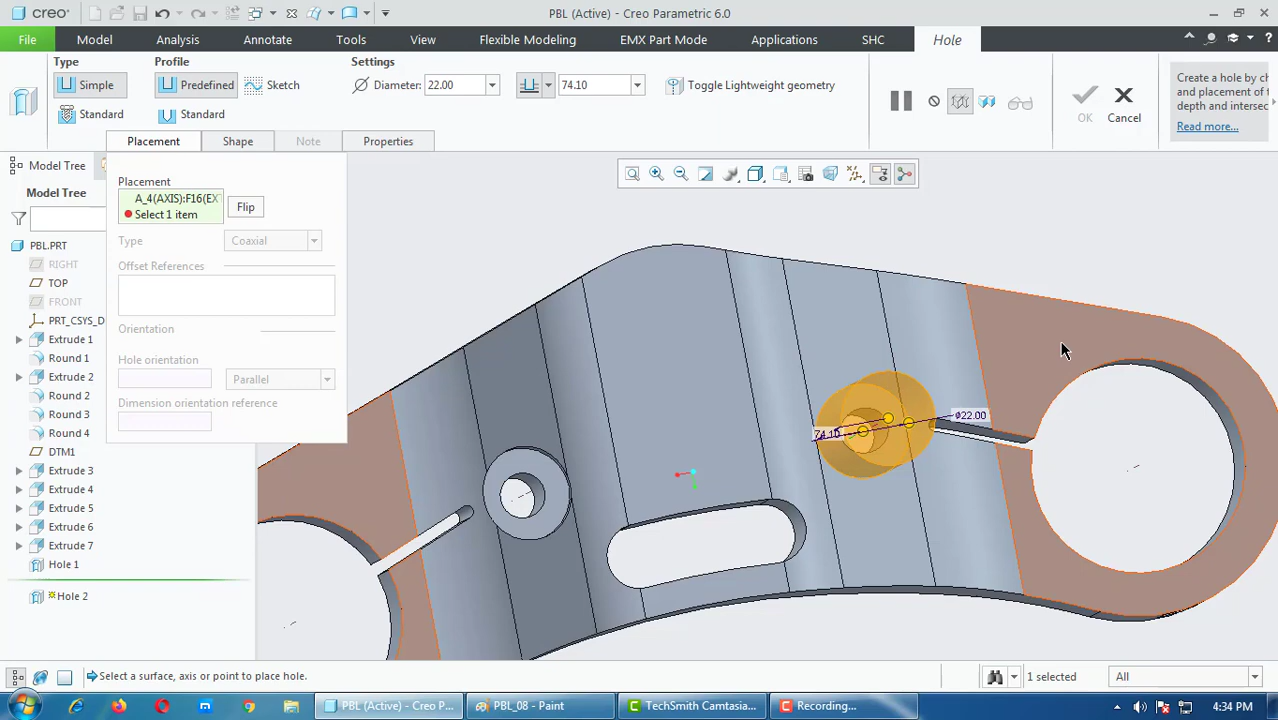 creo°
PBL (Active) - Creo Parametric 6.0
File
Model
Analysis
Annotate
Tools
View
Flexible Modeling
EMX Part Mode
Applications
SHC
Hole
Type
Profile
Settings
Simple
Predefined
Sketch
Diameter: 22.00
74.10
Toggle Lightweight geometry
Standard
Standard
OK
Cancel
Create a hole by ch
and placement of
depth and intersec
Read more...
Placement
Shape
Note
Properties
Model Tree
Model Tree
PBL.PRT
RIGHT
TOP
FRONT
PRT_CSYS_D
Extrude 1
Round 1
Extrude 2
Round 2
Round 3
Round 4
DTM1
Extrude 3
Extrude 4
Extrude 5
Extrude 6
Extrude 7
Hole 1
Hole 2
Placement
A_4(AXIS):F16(EX
Select 1 item
Flip
Type
Coaxial
Offset References
Orientation
Hole orientation
Parallel
Dimension orientation reference
74.10
⌀22.00
Select a surface, axis or point to place hole.
1 selected
All
PBL (Active) - Creo P...
PBL_08 - Paint
TechSmith Camtasia...
Recording...
4:34 PM